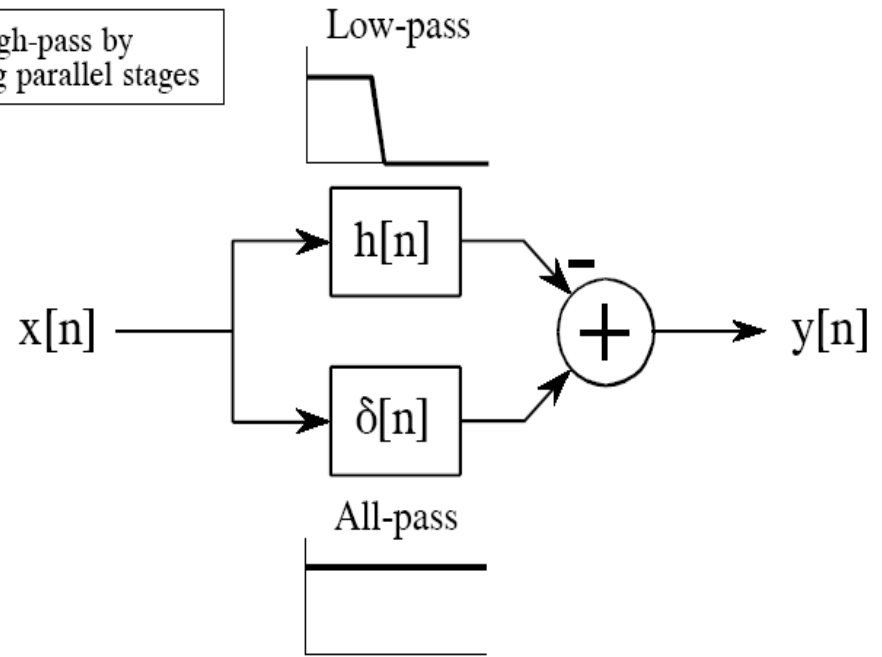 gh-pass by
g parallel stages
Low-pass
h[n]
-
x[n]
+
y[n]
δ[n]
All-pass